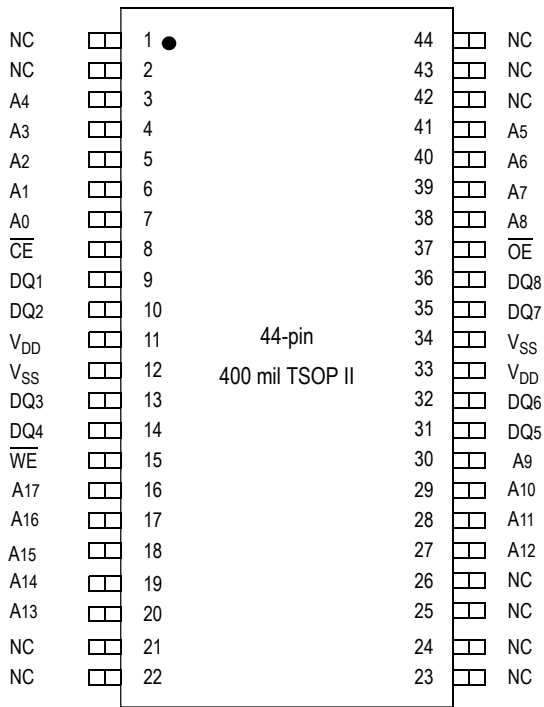 NC 1 44 NC
NC 2 43 NC
A4 3 42 NC
A3 4 41 A5
A2 5 40 A6
A1 6 39 A7
A0 7 38 A8
C̅E̅ 8 37 O̅E̅
DQ1 9 36 DQ8
DQ2 10 35 DQ7
VDD 11 44-pin 34 VSS
VSS 12 400 mil TSOP II 33 VDD
DQ3 13 32 DQ6
DQ4 14 31 DQ5
W̅E̅ 15 30 A9
A17 16 29 A10
A16 17 28 A11
A15 18 27 A12
A14 19 26 NC
A13 20 25 NC
NC 21 24 NC
NC 22 23 NC